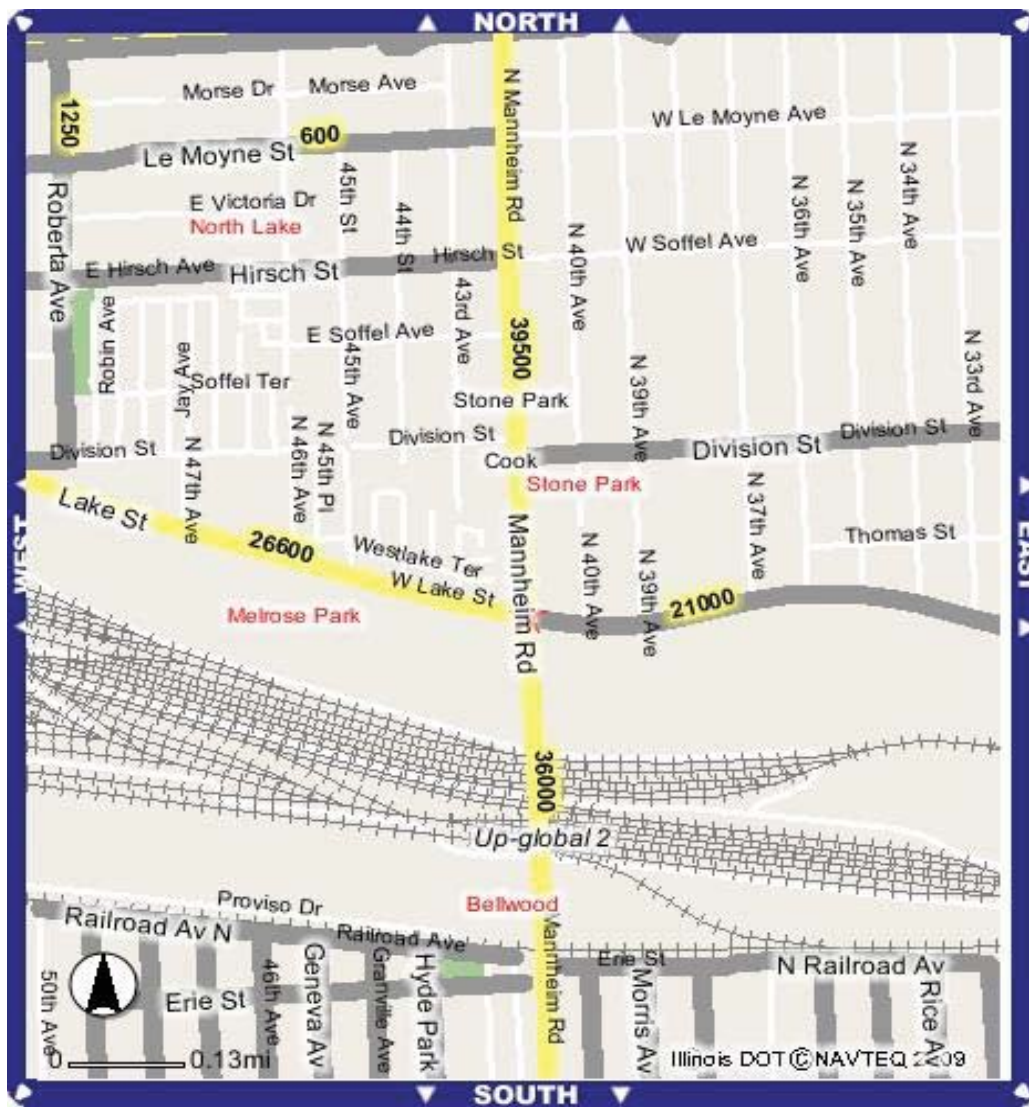 NORTH
Morse Dr
Morse Ave
N Mannheim Rd
1250
600
W Le Moyne Ave
Le Moyne St
N 34th Ave
E Victoria Dr
45th St
Roberta Ave
N 36th Ave
N 35th Ave
44th St
North Lake
N 40th Ave
W Soffel Ave
Hirsch St
E Hirsch Ave
Hirsch St
43rd Ave
Robin Ave
39500
E Soffel Ave
N 33rd Ave
Jay Ave
45th Ave
N 39th Ave
Soffel Ter
Stone Park
N 46th Ave
N 45th Pl
Division St
Division St
Division St
Division St
N 47th Ave
Cook
Stone Park
N 37th Ave
Lake St
WEST
EAST
Mannheim Rd
26600
Westlake Ter
N 40th Ave
Thomas St
N 39th Ave
W Lake St
21000
Melrose Park
36000
Up-global 2
Proviso Dr
Bellwood
Mannheim Rd
Railroad Av N
Railroad Ave
Erie St
N Railroad Av
50th Ave
46th Ave
Geneva Av
Granville Ave
Hyde Park
Morris Av
Rice Av
Erie St
0
0.13mi
Illinois DOT © NAVTEQ
SOUTH